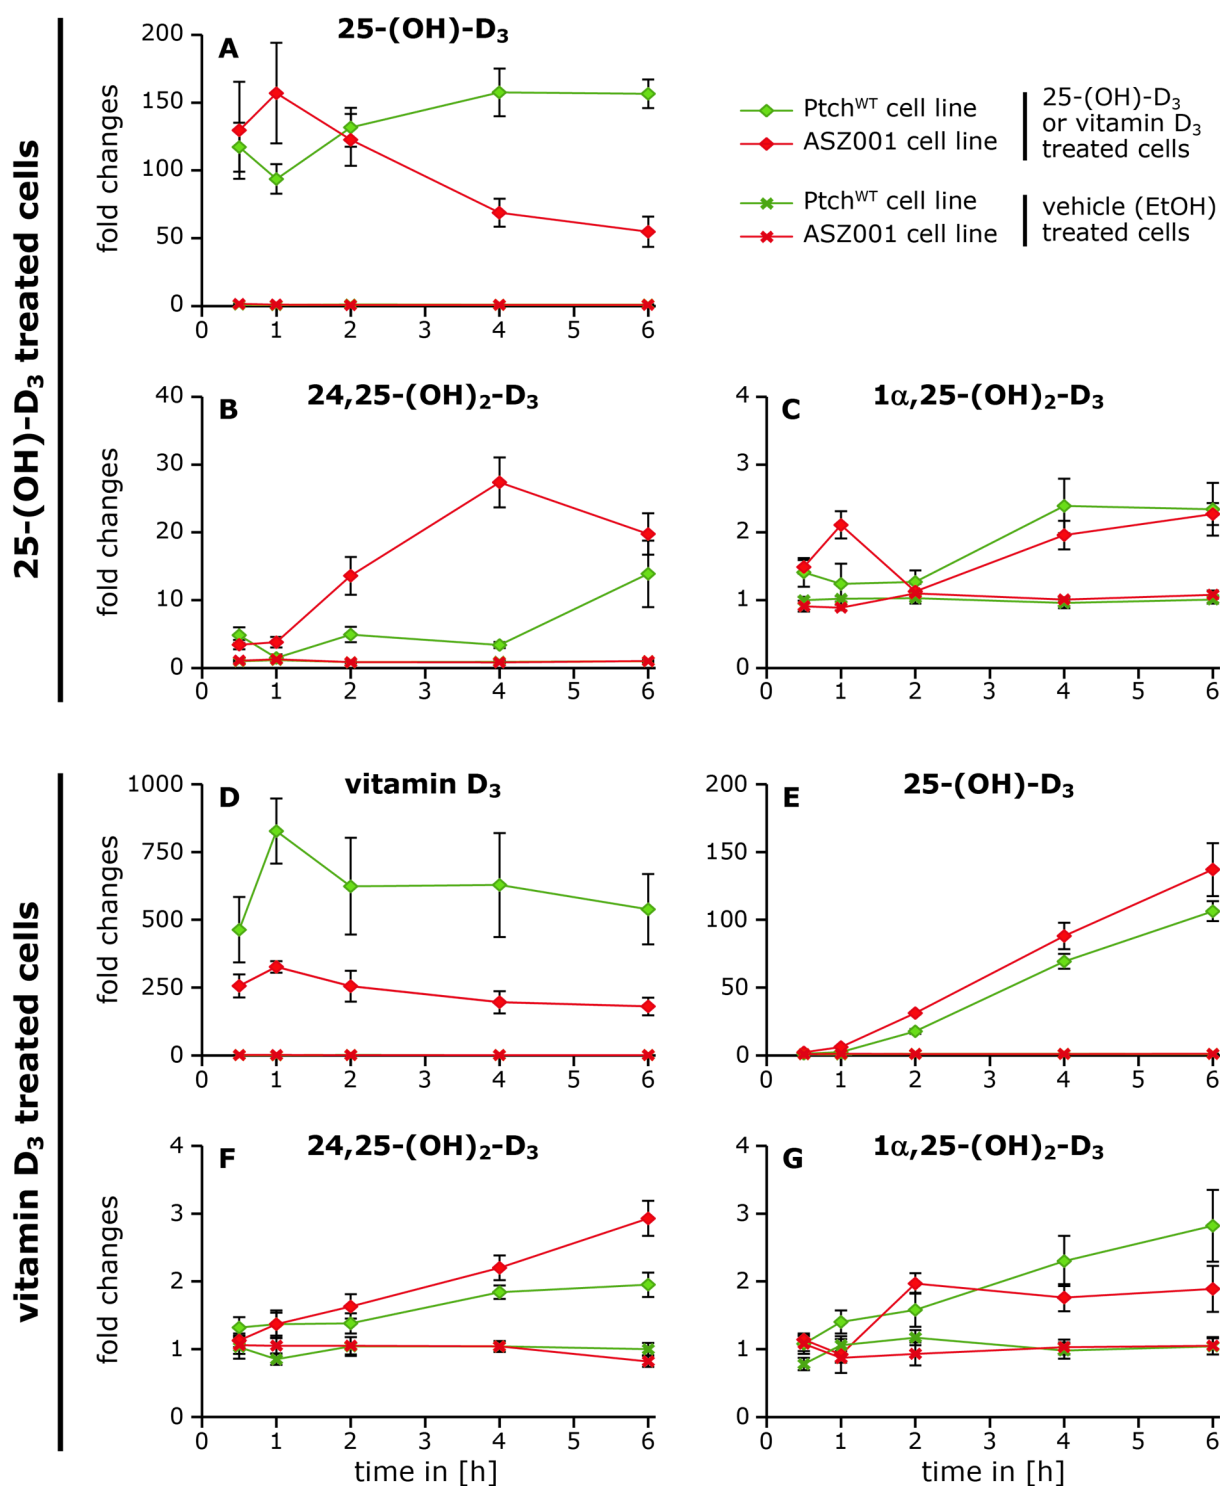 25-(OH)-D₃ treated cells
A
25-(OH)-D₃
fold changes
200
150
100
50
0
0 1 2 3 4 5 6
Ptchᵂᵀ cell line
ASZ001 cell line
25-(OH)-D₃
or vitamin D₃
treated cells
Ptchᵂᵀ cell line
ASZ001 cell line
vehicle (EtOH)
treated cells
B
24,25-(OH)₂-D₃
fold changes
40
30
20
10
0
0 1 2 3 4 5 6
C
1α,25-(OH)₂-D₃
4
3
2
1
0
0 1 2 3 4 5 6
vitamin D₃ treated cells
D
vitamin D₃
fold changes
1000
750
500
250
0
0 1 2 3 4 5 6
E
25-(OH)-D₃
200
150
100
50
0
0 1 2 3 4 5 6
F
24,25-(OH)₂-D₃
fold changes
4
3
2
1
0
0 1 2 3 4 5 6
time in [h]
G
1α,25-(OH)₂-D₃
4
3
2
1
0
0 1 2 3 4 5 6
time in [h]